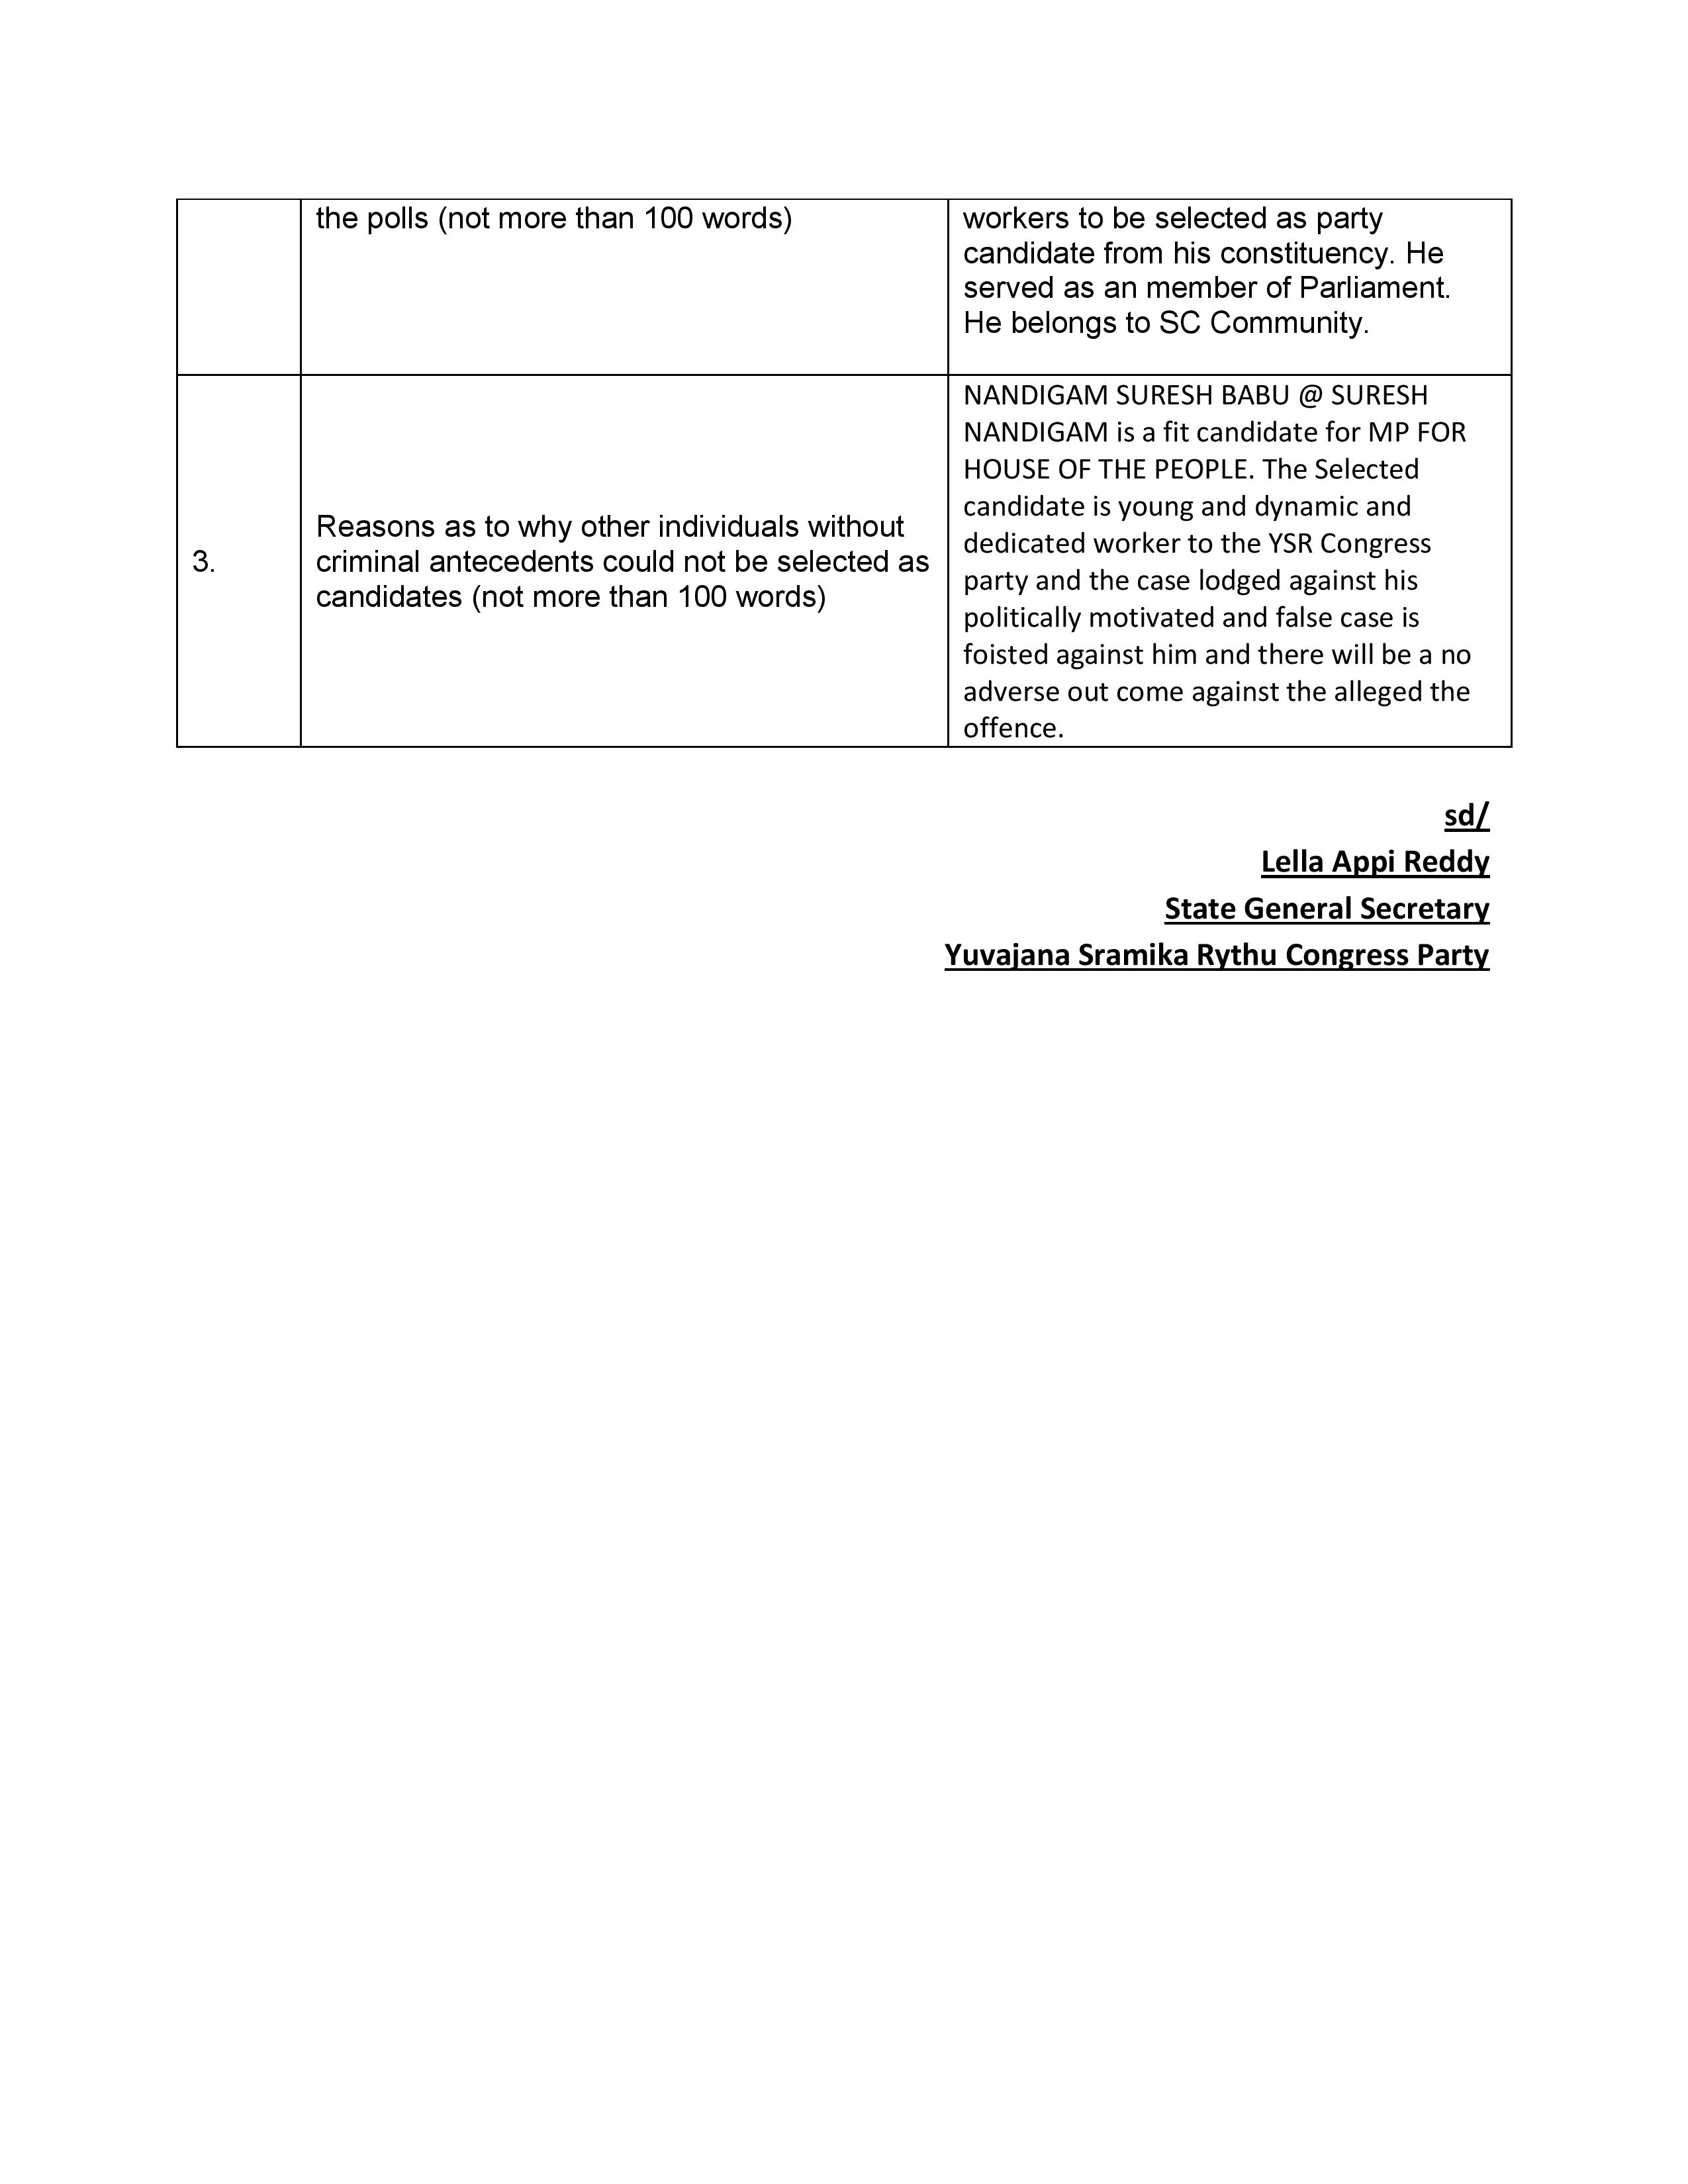 the polls (not more than 100 words)
workers to be selected as party
candidate from his constituency. He
served as an member of Parliament.
He belongs to SC Community.
3.
Reasons as to why other individuals without
criminal antecedents could not be selected as
candidates (not more than 100 words)
NANDIGAM SURESH BABU @ SURESH
NANDIGAM is a fit candidate for MP FOR
HOUSE OF THE PEOPLE. The Selected
candidate is young and dynamic and
dedicated worker to the YSR Congress
party and the case lodged against his
politically motivated and false case is
foisted against him and there will be a no
adverse out come against the alleged the
offence.
sd/
Lella Appi Reddy
State General Secretary
Yuvajana Sramika Rythu Congress Party